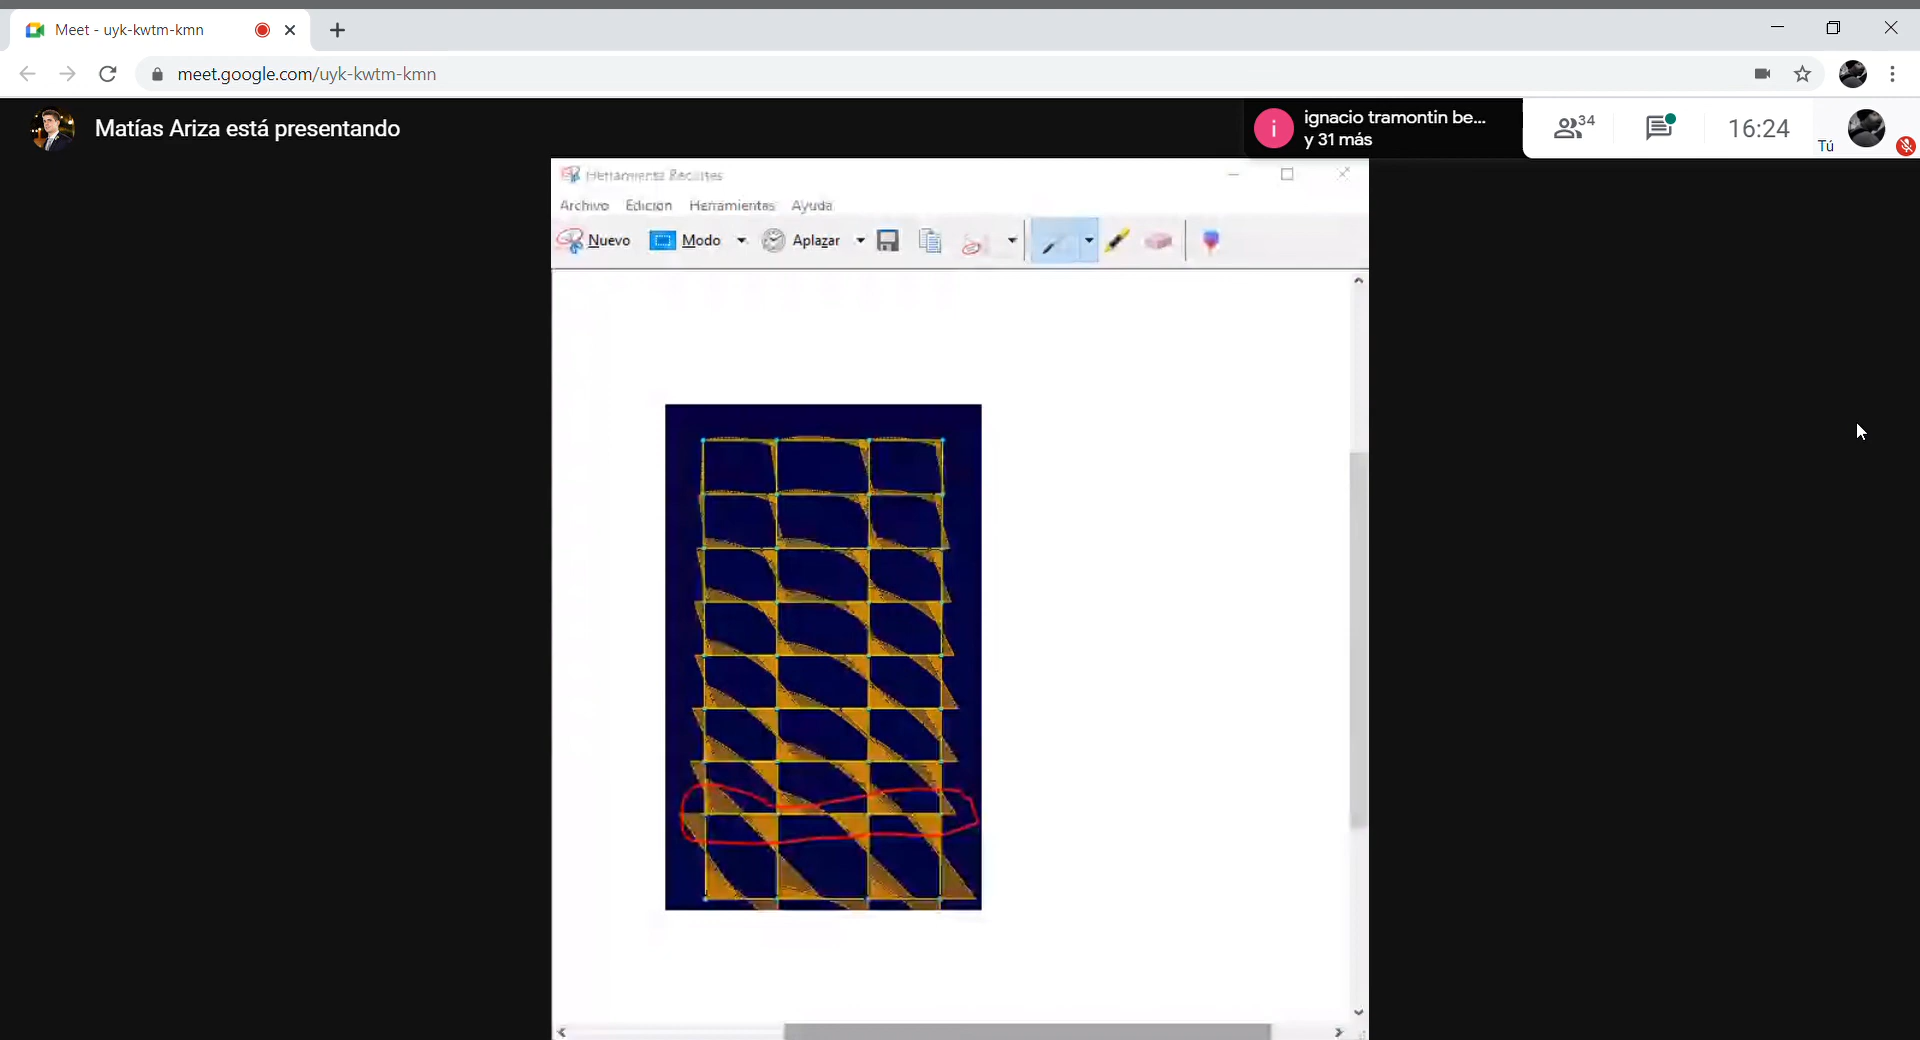 Meet - uyk-kwtm-kmn
meet.google.com/uyk-kwtm-kmn
Matías Ariza está presentando
i
ignacio tramontin be...
y 31 más
34
16:24
Tú
Herramienta Recortes
Archivo Edición Herramientas Ayuda
Nuevo Modo Aplazar